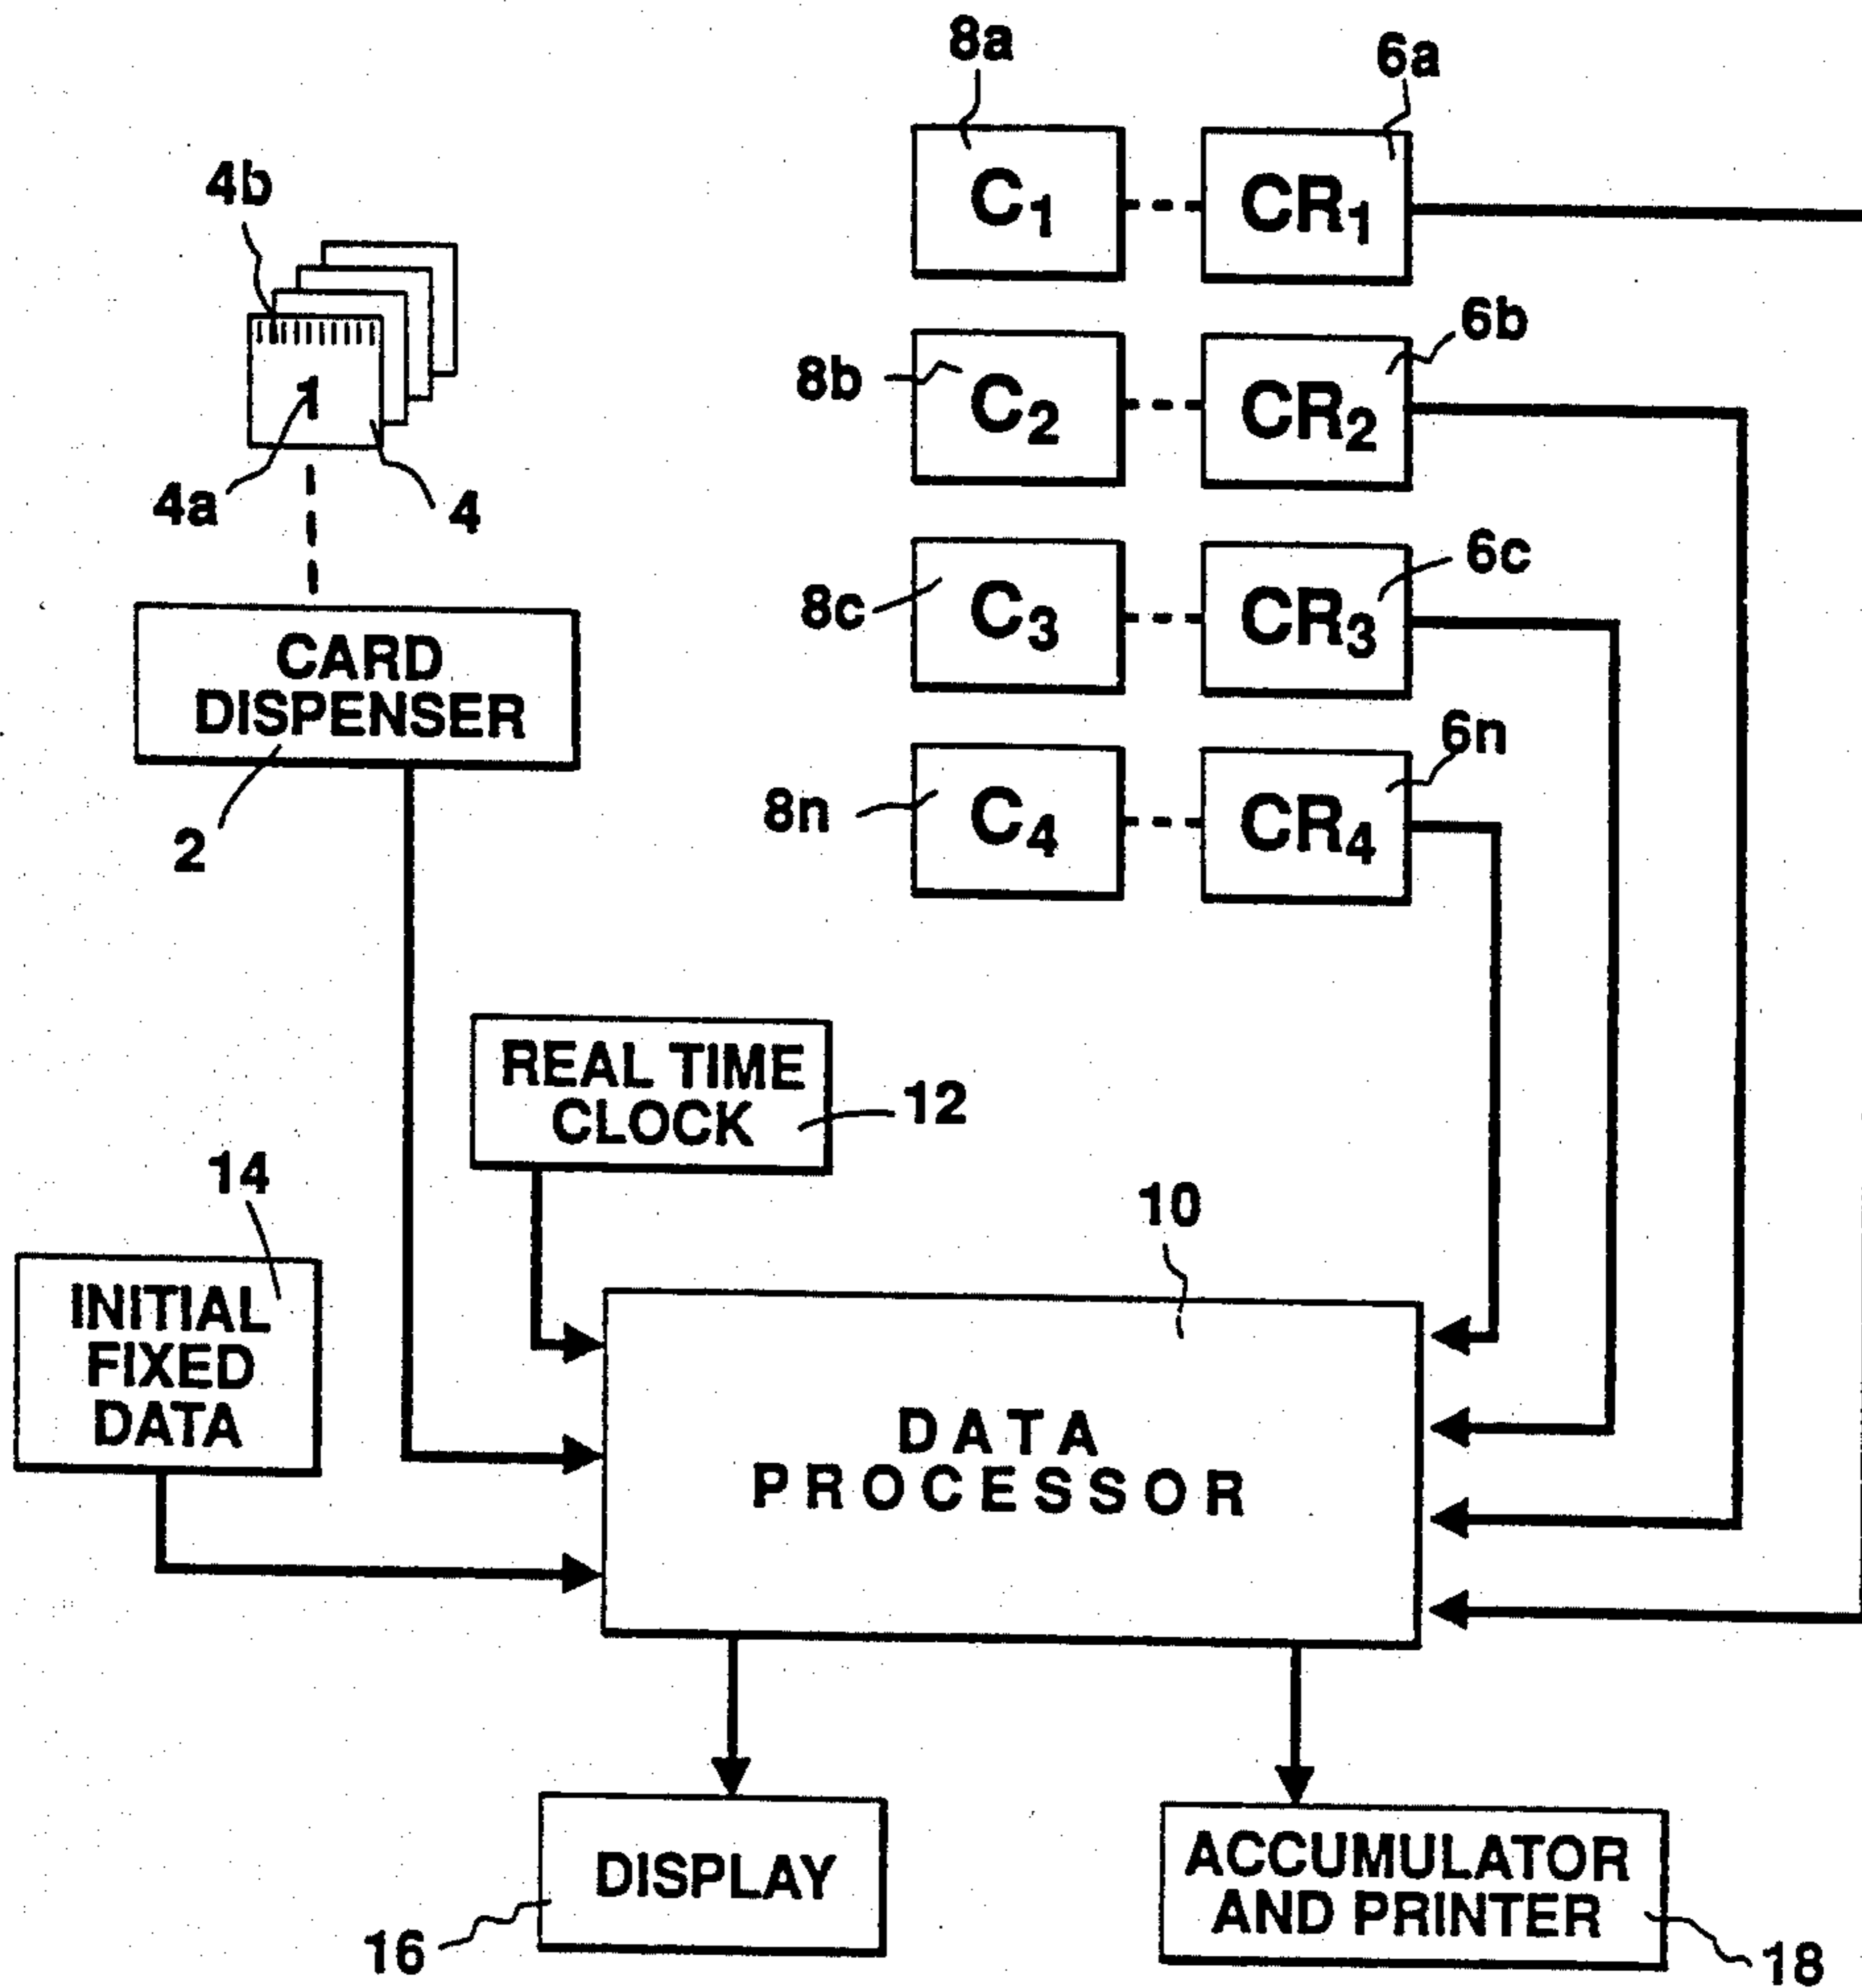 8a
6a
C1
CR1
4b
1
4a
4
6b
8b
C2
CR2
6c
8c
C3
CR3
CARD
DISPENSER
2
6n
8n
C4
CR4
REAL TIME
CLOCK
12
14
10
INITIAL
FIXED
DATA
DATA
PROCESSOR
DISPLAY
16
ACCUMULATOR
AND PRINTER
18